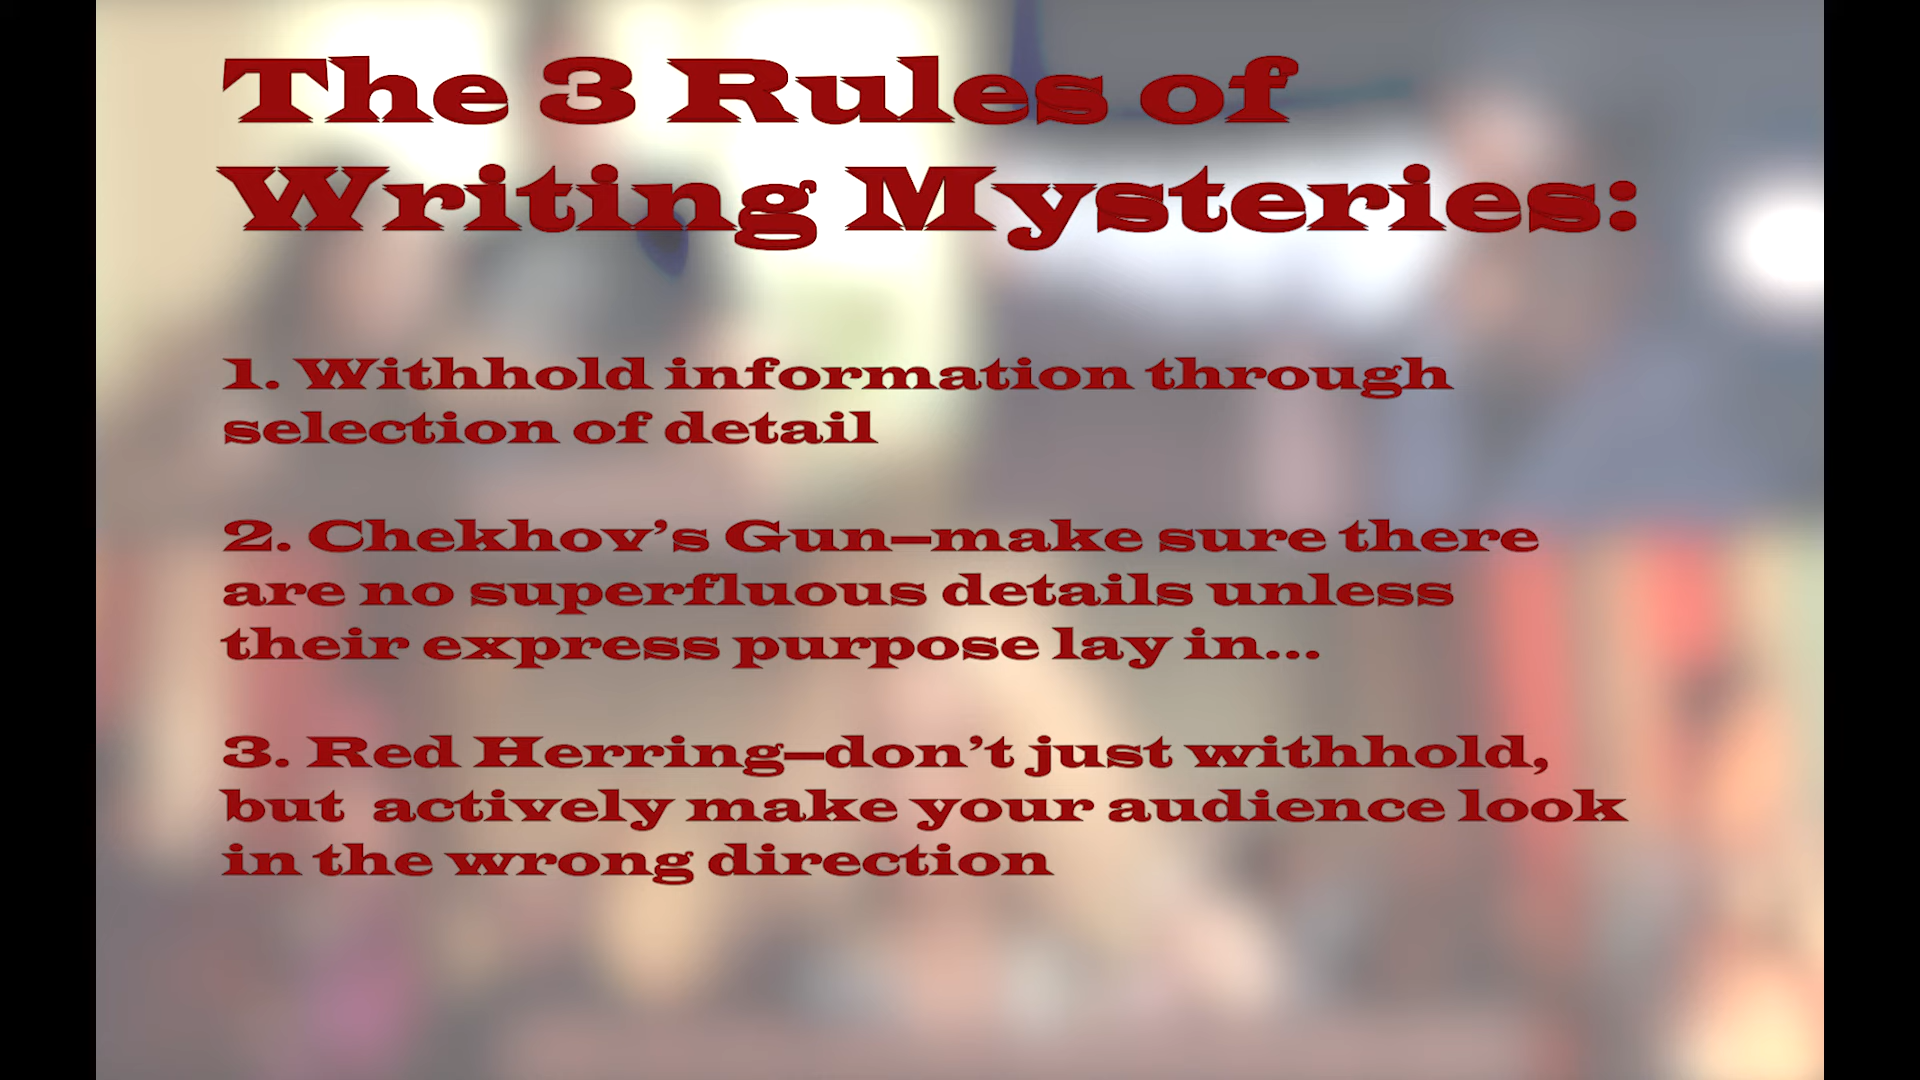 The 3 Rules of
Writing Mysteries:
1. Withhold information through
selection of detail
2. Chekhov’s Gun—make sure there
are no superfluous details unless
their express purpose lay in...
3. Red Herring—don’t just withhold,
but  actively make your audience look
in the wrong direction